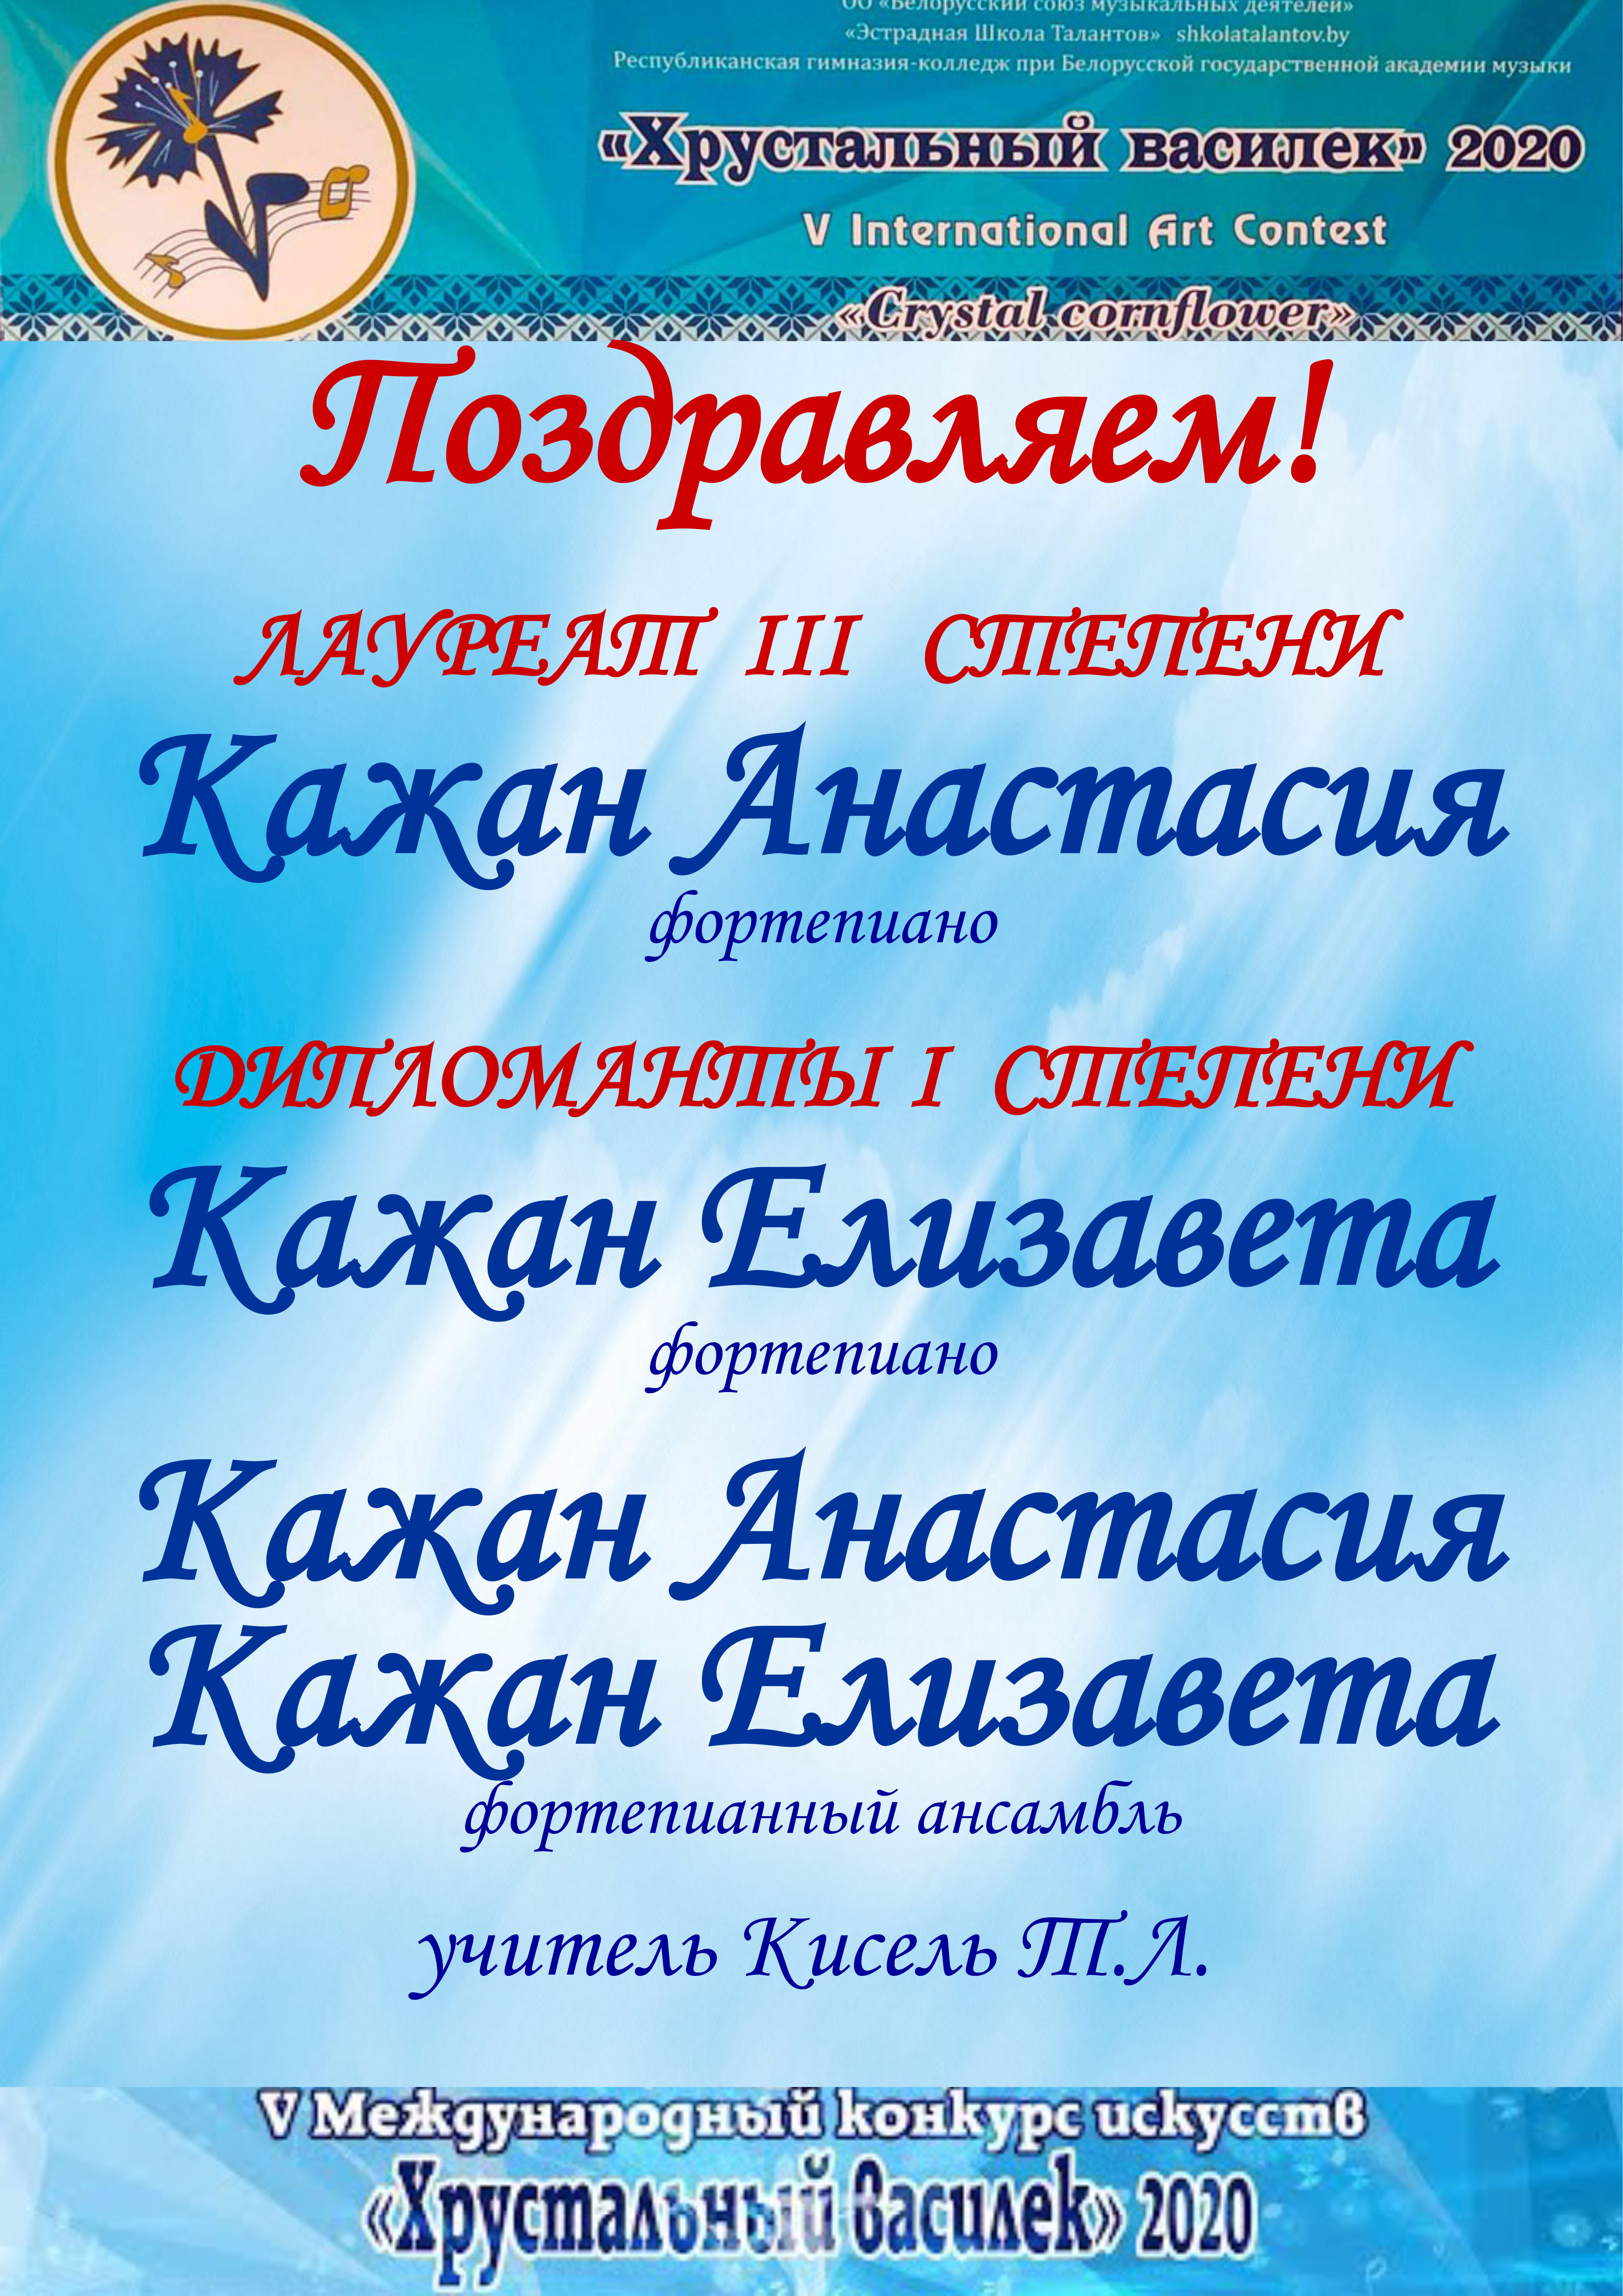 ОО «Белорусский союз музыкальных деятелей»
«Эстрадная Школа Талантов» shkolatalantov.by
Республиканская гимназия-колледж при Белорусской государственной академии музыки
«Хрустальный василек» 2020
V International Art Contest
«Crystal cornflower»
Поздравляем!
ЛАУРЕАТ III СТЕПЕНИ
Кажан Анастасия
фортепиано
ДИПЛОМАНТЫ I СТЕПЕНИ
Кажан Елизавета
фортепиано
Кажан Анастасия
Кажан Елизавета
фортепианный ансамбль
учитель Кисель Т.Л.
V Международный конкурс искусств
«Хрустальный василек» 2020